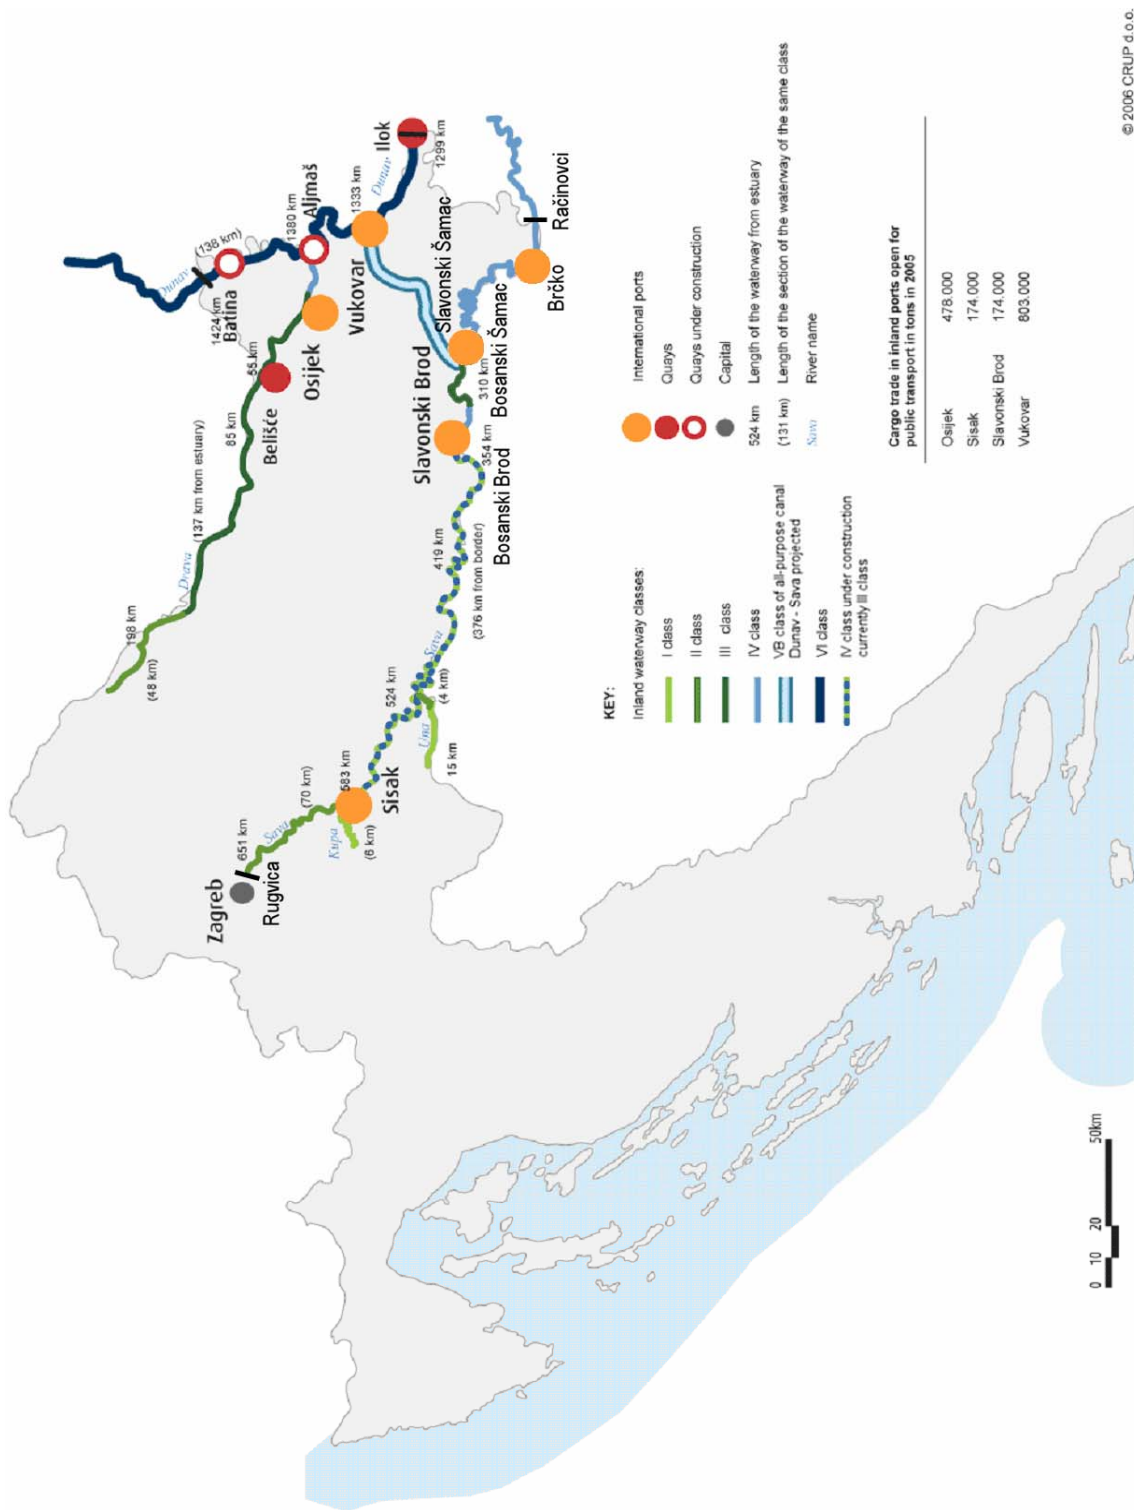 Dunav
(138 km)
1424 km
Batina
1380 km
Aljmaš
1333 km
Dunav
Ilok
1299 km
Vukovar
Osijek
55 km
Belišće
85 km
(137 km from estuary)
Drava
198 km
(48 km)
Slavonski Šamac
Bosanski Šamac
Račinovci
Brčko
310 km
Slavonski Brod
354 km
Bosanski Brod
419 km
(376 km from border)
Sava
524 km
(4 km)
Una
15 km
Sisak
583 km
(70 km)
Sava
Kupa
(6 km)
651 km
Zagreb
Rugvica
KEY:
Inland waterway classes:
I class
II class
III class
IV class
VB class of all-purpose canal
Dunav - Sava projected
VI class
IV class under construction
currently III class
International ports
Quays
Quays under construction
Capital
524 km Length of the waterway from estuary
(131 km) Length of the section of the waterway of the same class
Sava River name
Cargo trade in inland ports open for
public transport in tons in 2005
Osijek 478.000
Sisak 174.000
Slavonski Brod 174.000
Vukovar 803.000
0 10 20 50km
© 2006 CRUP d.o.o.